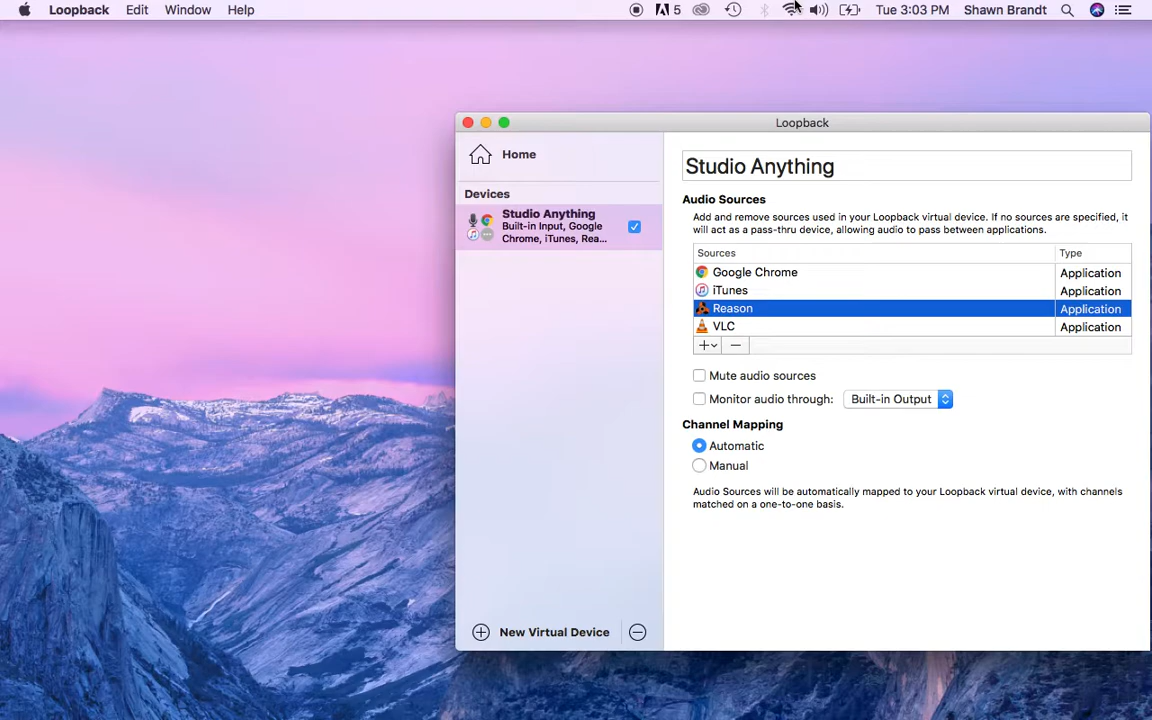 Loopback Edit Window Help 5 Tue 3:03 PM Shawn Brandt
Loopback
Home
Devices
Studio Anything
Built-in Input, Google
Chrome, iTunes, Rea...
New Virtual Device
Studio Anything
Audio Sources
Add and remove sources used in your Loopback virtual device. If no sources are specified, it
will act as a pass-thru device, allowing audio to pass between applications.
Sources Type
Google Chrome Application
iTunes Application
Reason Application
VLC Application
Mute audio sources
Monitor audio through: Built-in Output
Channel Mapping
Automatic
Manual
Audio Sources will be automatically mapped to your Loopback virtual device, with channels
matched on a one-to-one basis.